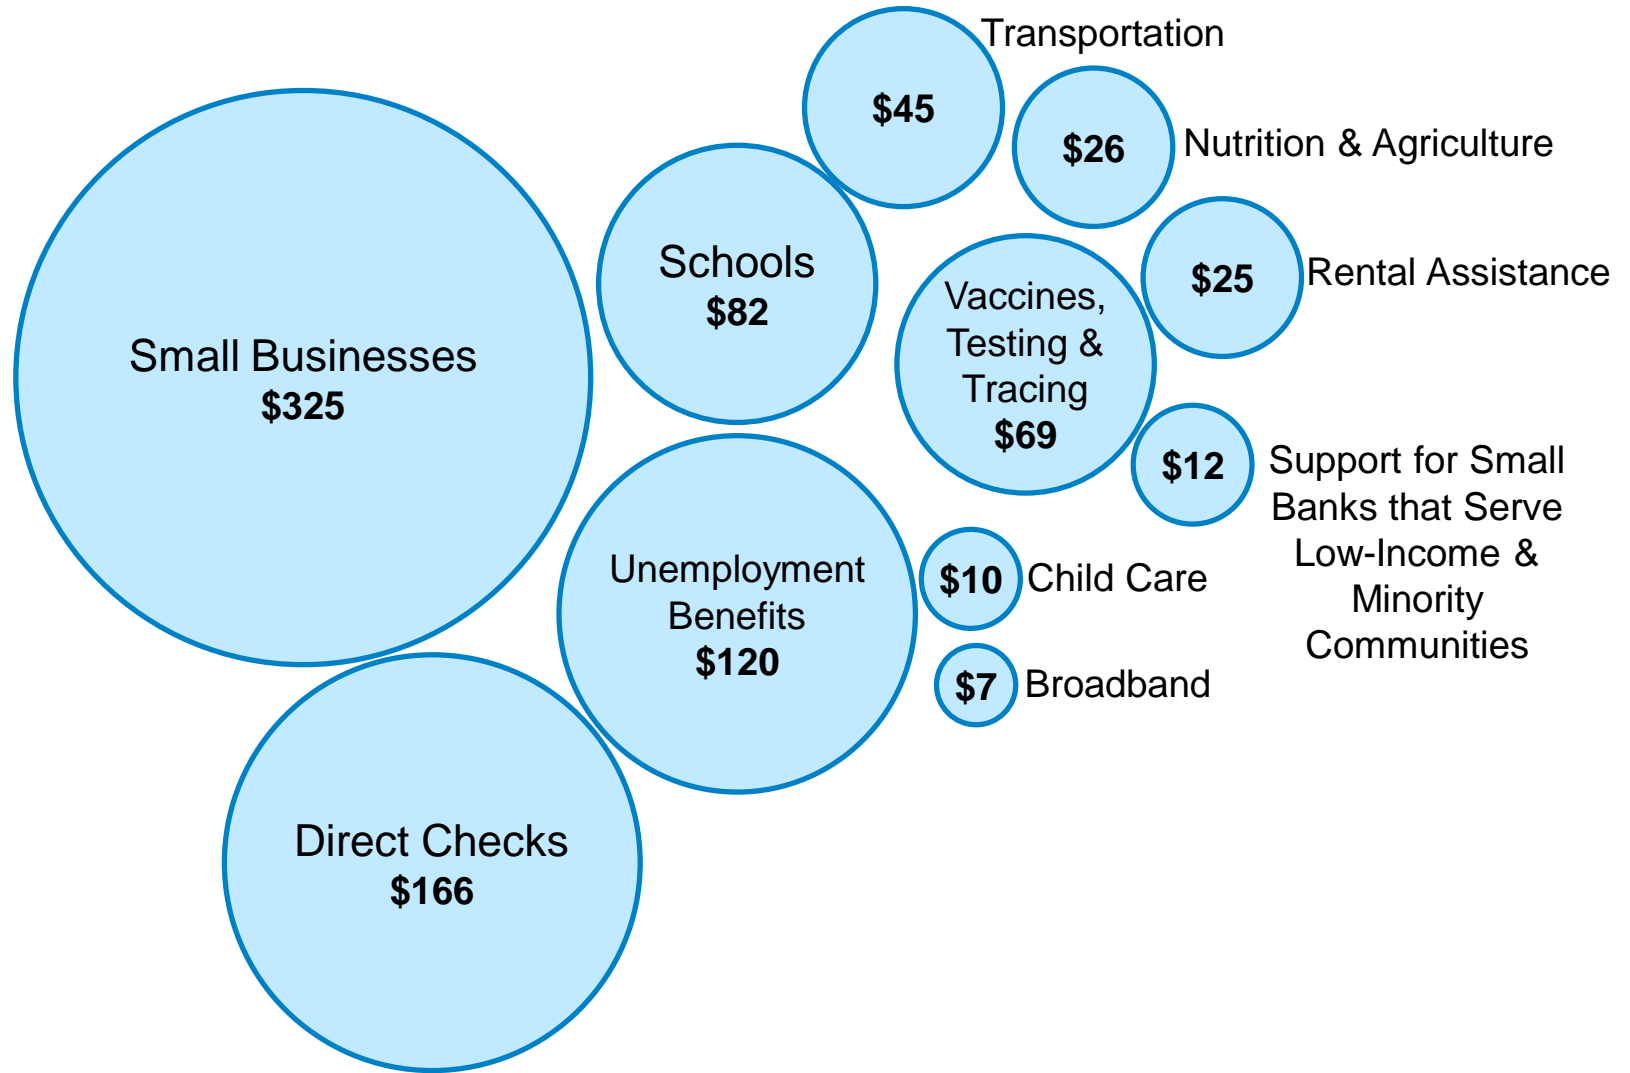 Transportation
$45
$26
Nutrition & Agriculture
Schools
$82
$25
Rental Assistance
Vaccines,
Testing &
Tracing
$69
Small Businesses
$325
$12
Support for Small
Banks that Serve
Low-Income &
Minority
Communities
Unemployment
Benefits
$120
$10
Child Care
$7
Broadband
Direct Checks
$166